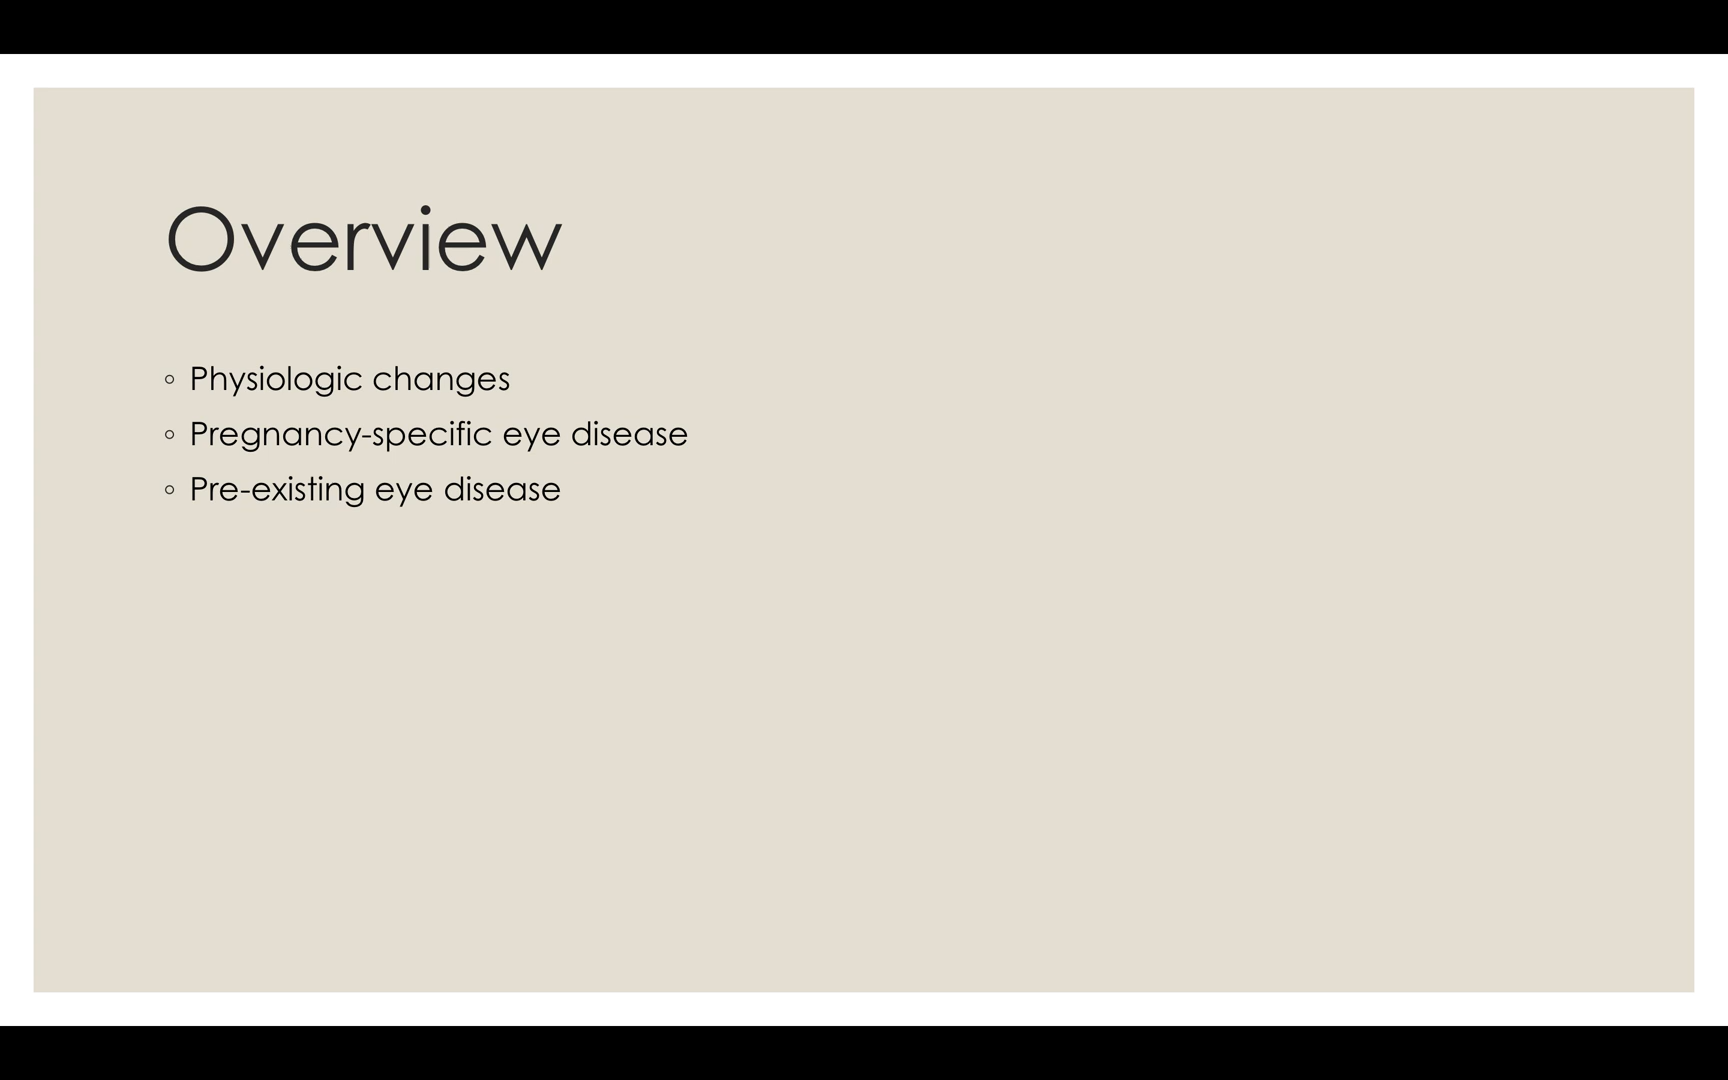 Overview
◦ Physiologic changes
◦ Pregnancy-specific eye disease
◦ Pre-existing eye disease